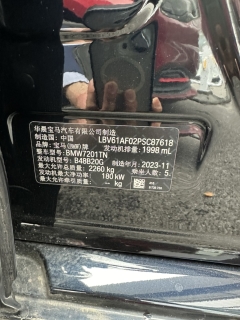 华晨宝马汽车有限公司制造
制造国：中国 LBV61AF02PSC87618
品牌：宝马(BMW)牌 发动机排量：1998 mL
整车型号：BMW7201TN
发动机型号：B48B20G 制造年月：2023-11
最大允许总质量：2260 kg 乘坐人数：5
发动机最大净功率：180 kW
最大允许牵引质量：-- kg